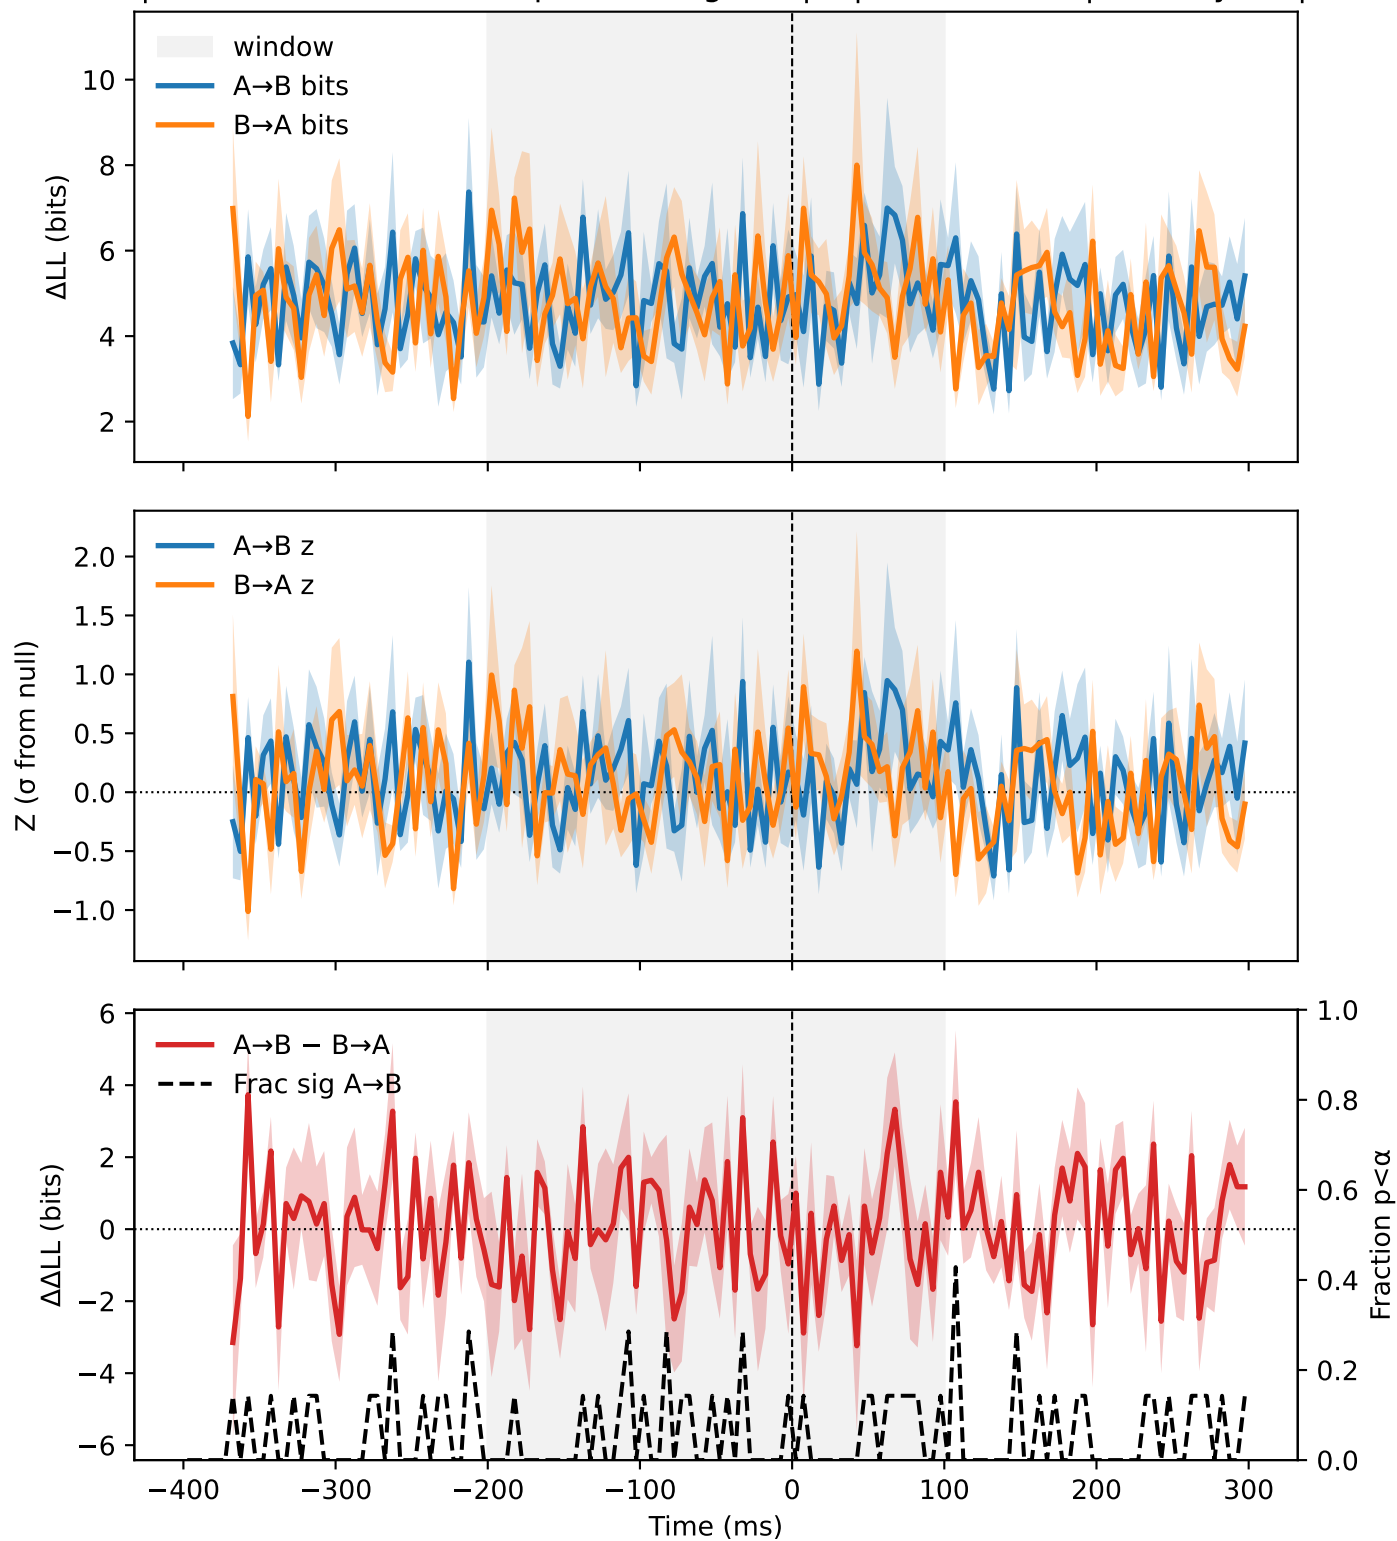 window
A→B bits
B→A bits
ΔLL (bits)
10
8
6
4
2
A→B z
B→A z
Z (σ from null)
2.0
1.5
1.0
0.5
0.0
−0.5
−1.0
A→B − B→A
Frac sig A→B
ΔΔLL (bits)
6
4
2
0
−2
−4
−6
1.0
0.8
0.6
0.4
0.2
0.0
Fraction p<α
−400 −300 −200 −100 0 100 200 300
Time (ms)